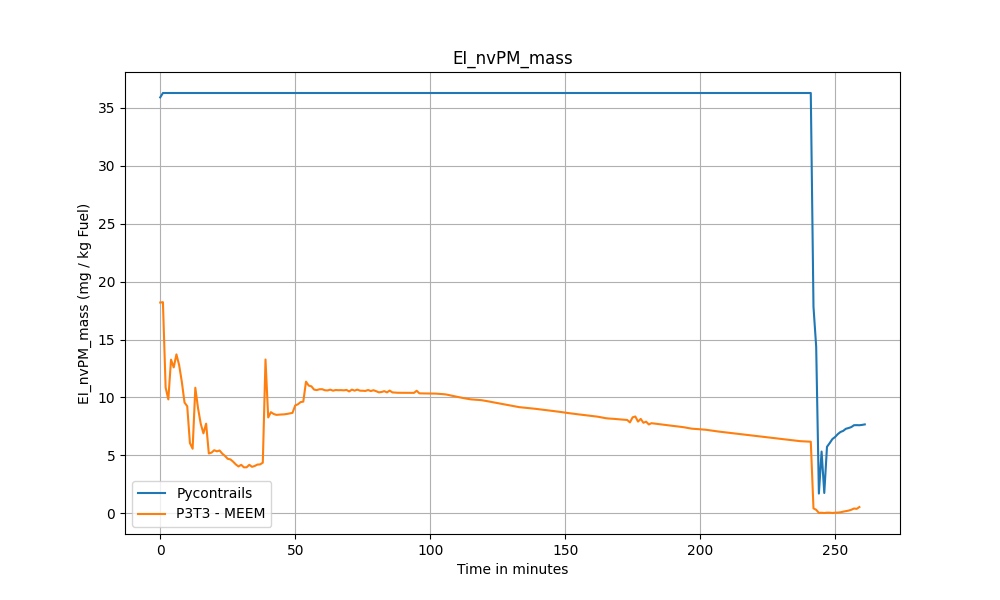 EI_nvPM_mass
EI_nvPM_mass (mg / kg Fuel)
35
30
25
20
15
10
5
0
Pycontrails
P3T3 - MEEM
0 50 100 150 200 250
Time in minutes